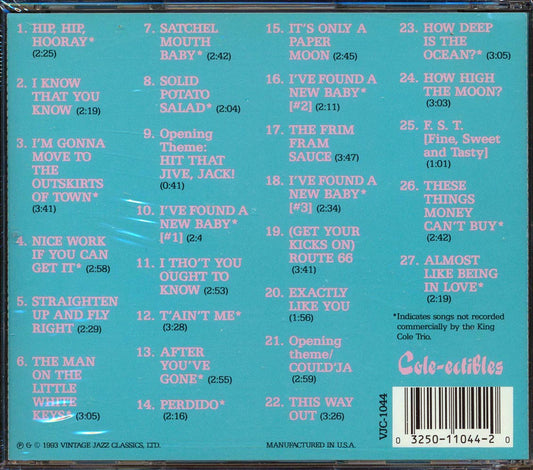 1. HIP, HIP,
HOORAY*
(2:25)
2. I KNOW
THAT YOU
KNOW (2:19)
3. I'M GONNA
MOVE TO
THE
OUTSKIRTS
OF TOWN*
(3:41)
4. NICE WORK
IF YOU CAN
GET IT* (2:58)
5. STRAIGHTEN
UP AND FLY
RIGHT (2:29)
6. THE MAN
ON THE
LITTLE
WHITE
KEYS* (3:05)
7. SATCHEL
MOUTH
BABY* (2:42)
8. SOLID
POTATO
SALAD* (2:04)
9. Opening
Theme:
HIT THAT
JIVE, JACK!
(0:41)
10. I'VE FOUND A
NEW BABY*
[#1] (2:4
11. I THO'T YOU
OUGHT TO
KNOW (2:53)
12. T'AIN'T ME*
(3:28)
13. AFTER
YOU'VE
GONE* (2:55)
14. PERDIDO*
(2:16)
15. IT'S ONLY A
PAPER
MOON (2:45)
16. I'VE FOUND A
NEW BABY*
[#2] (2:11)
17. THE FRIM
FRAM
SAUCE (3:47)
18. I'VE FOUND A
NEW BABY*
[#3] (2:34)
19. (GET YOUR
KICKS ON)
ROUTE 66
(3:41)
20. EXACTLY
LIKE YOU
(1:56)
21. Opening
theme/
COULD'JA
(2:59)
22. THIS WAY
OUT (3:26)
23. HOW DEEP
IS THE
OCEAN?* (3:05)
24. HOW HIGH
THE MOON?
(3:03)
25. F. S. T.
[Fine, Sweet
and Tasty]
(1:01)
26. THESE
THINGS
MONEY
CAN'T BUY*
(2:42)
27. ALMOST
LIKE BEING
IN LOVE*
(2:19)
*Indicates songs not recorded
commercially by the King
Cole Trio.
Cole-ectibles
VJC-1044
0 3250-11044-2 0
℗ & © 1993 VINTAGE JAZZ CLASSICS, LTD.
MANUFACTURED IN U.S.A.